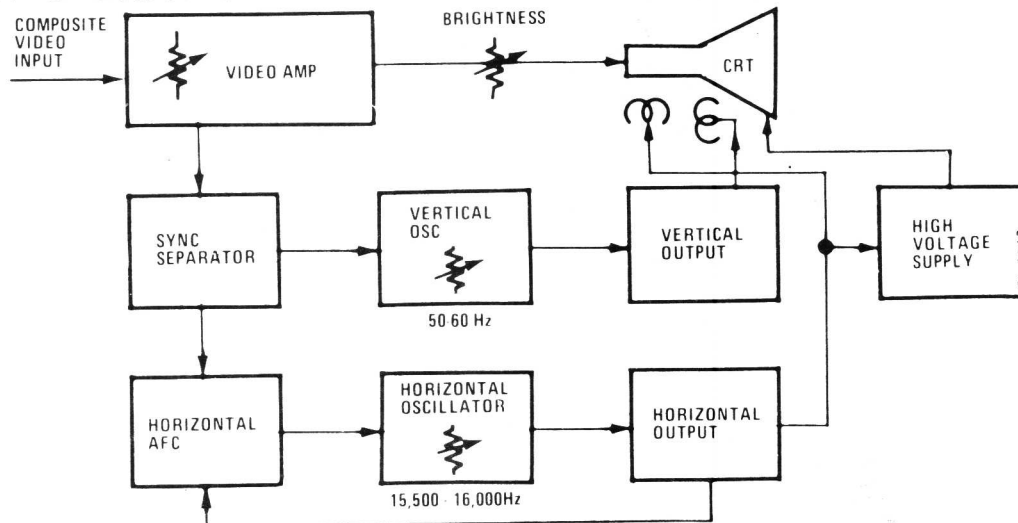 COMPOSITE
VIDEO
INPUT
VIDEO AMP
BRIGHTNESS
CRT
SYNC
SEPARATOR
VERTICAL
OSC
50-60 Hz
VERTICAL
OUTPUT
HIGH
VOLTAGE
SUPPLY
HORIZONTAL
AFC
HORIZONTAL
OSCILLATOR
15,500 - 16,000Hz
HORIZONTAL
OUTPUT